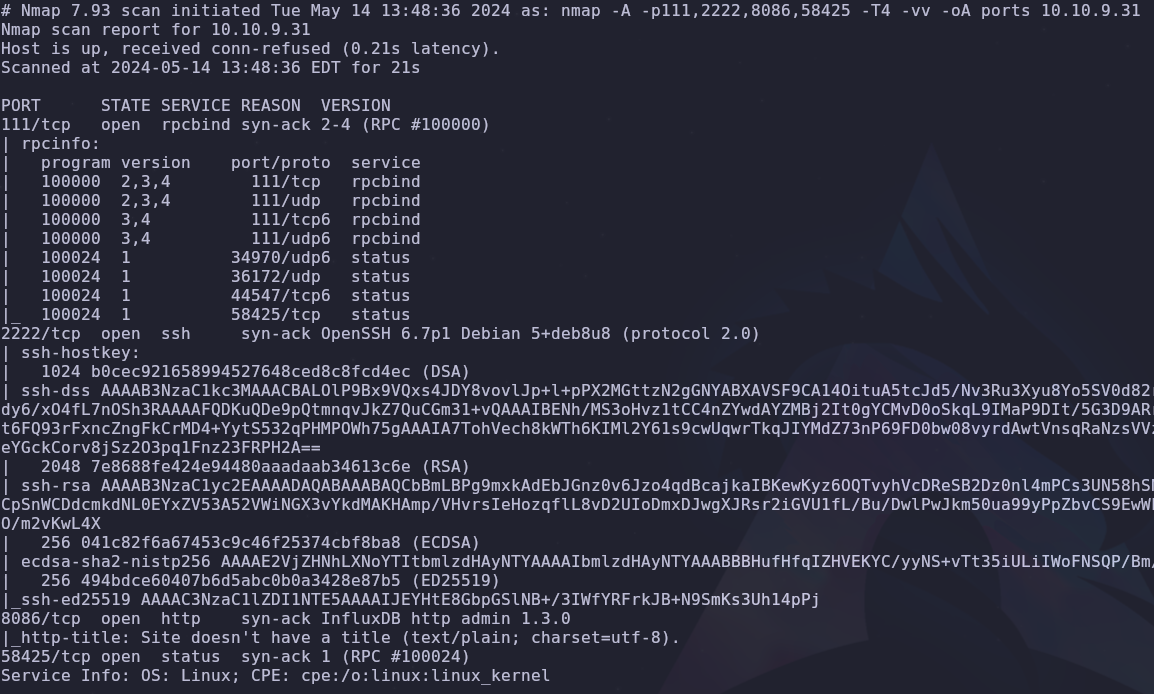 # Nmap 7.93 scan initiated Tue May 14 13:48:36 2024 as: nmap -A -p111,2222,8086,58425 -T4 -vv -oA ports 10.10.9.31
Nmap scan report for 10.10.9.31
Host is up, received conn-refused (0.21s latency).
Scanned at 2024-05-14 13:48:36 EDT for 21s
PORT      STATE SERVICE REASON  VERSION
111/tcp   open  rpcbind syn-ack 2-4 (RPC #100000)
| rpcinfo:
|   program version    port/proto  service
|   100000  2,3,4        111/tcp   rpcbind
|   100000  2,3,4        111/udp   rpcbind
|   100000  3,4          111/tcp6  rpcbind
|   100000  3,4          111/udp6  rpcbind
|   100024  1          34970/udp6  status
|   100024  1          36172/udp   status
|   100024  1          44547/tcp6  status
|_  100024  1          58425/tcp   status
2222/tcp  open  ssh     syn-ack OpenSSH 6.7p1 Debian 5+deb8u8 (protocol 2.0)
| ssh-hostkey:
|   1024 b0cec921658994527648ced8c8fcd4ec (DSA)
| ssh-dss AAAAB3NzaC1kc3MAAACBALOlP9Bx9VQxs4JDY8vovlJp+l+pPX2MGttzN2gGNYABXAVSF9CA14OituA5tcJd5/Nv3Ru3Xyu8Yo5SV0d82r
dy6/xO4fL7nOSh3RAAAAFQDKuQDe9pQtmnqvJkZ7QuCGm31+vQAAAIBENh/MS3oHvz1tCC4nZYwdAYZMBj2It0gYCMvD0oSkqL9IMaP9DIt/5G3D9ARr
t6FQ93rFxncZngFkCrMD4+YytS532qPHMPOWh75gAAAIA7TohVech8kWTh6KIMl2Y61s9cwUqwrTkqJIYMdZ73nP69FD0bw08vyrdAwtVnsqRaNzsVVz
eYGckCorv8jSz2O3pq1Fnz23FRPH2A==
|   2048 7e8688fe424e94480aaadaab34613c6e (RSA)
| ssh-rsa AAAAB3NzaC1yc2EAAAADAQABAAABAQCbBmLBPg9mxkAdEbJGnz0v6Jzo4qdBcajkaIBKewKyz6OQTvyhVcDReSB2Dz0nl4mPCs3UN58hSh
CpSnWCDdcmkdNL0EYxZV53A52VWiNGX3vYkdMAKHAmp/VHvrsIeHozqflL8vD2UIoDmxDJwgXJRsr2iGVU1fL/Bu/DwlPwJkm50ua99yPpZbvCS9EwWk
O/m2vKwL4X
|   256 041c82f6a67453c9c46f25374cbf8ba8 (ECDSA)
| ecdsa-sha2-nistp256 AAAAE2VjZHNhLXNoYTItbmlzdHAyNTYAAAAIbmlzdHAyNTYAAABBBHufHfqIZHVEKYC/yyNS+vTt35iULiIWoFNSQP/Bm/
|   256 494bdce60407b6d5abc0b0a3428e87b5 (ED25519)
|_ssh-ed25519 AAAAC3NzaC1lZDI1NTE5AAAAIJEYHtE8GbpGSlNB+/3IWfYRFrkJB+N9SmKs3Uh14pPj
8086/tcp  open  http    syn-ack InfluxDB http admin 1.3.0
|_http-title: Site doesn't have a title (text/plain; charset=utf-8).
58425/tcp open  status  syn-ack 1 (RPC #100024)
Service Info: OS: Linux; CPE: cpe:/o:linux:linux_kernel